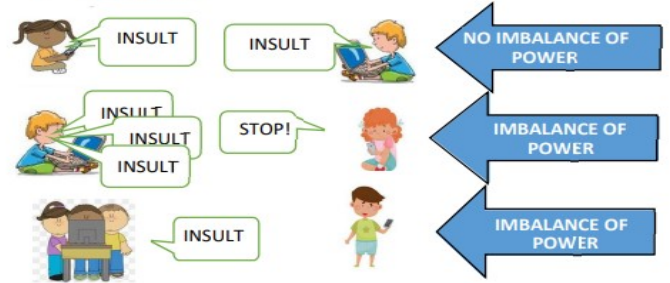 INSULT
INSULT
NO IMBALANCE OF
POWER
INSULT
INSULT
INSULT
STOP!
IMBALANCE OF
POWER
INSULT
IMBALANCE OF
POWER